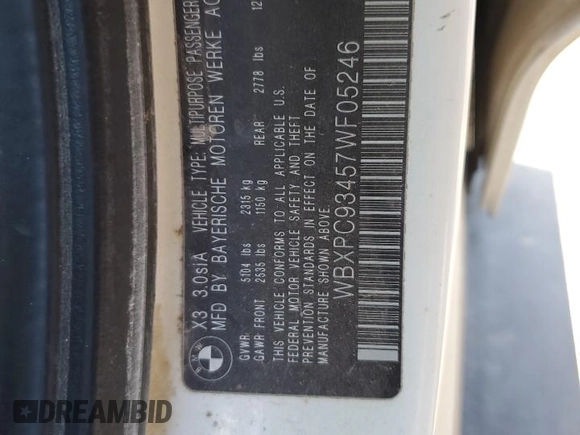 X3 3.0siA VEHICLE TYPE: MULTIPURPOSE PASSENGER
MFD BY BAYERISCHE MOTOREN WERKE AG
GVWR 5104 lbs 2315 kg
GAWR FRONT 2535 lbs 1150 kg REAR 2778 lbs 12
THIS VEHICLE CONFORMS TO ALL APPLICABLE U.S.
FEDERAL MOTOR VEHICLE SAFETY AND THEFT
PREVENTION STANDARDS IN EFFECT ON THE DATE OF
MANUFACTURE SHOWN ABOVE.
WBXPC93457WF05246
DREAMBID